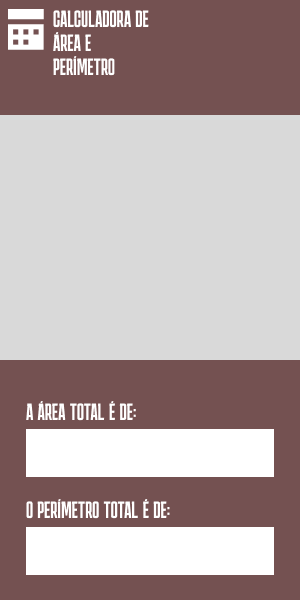 CALCULADORA DE
ÁREA E
PERÍMETRO
A ÁREA TOTAL É DE:
O PERÍMETRO TOTAL É DE: